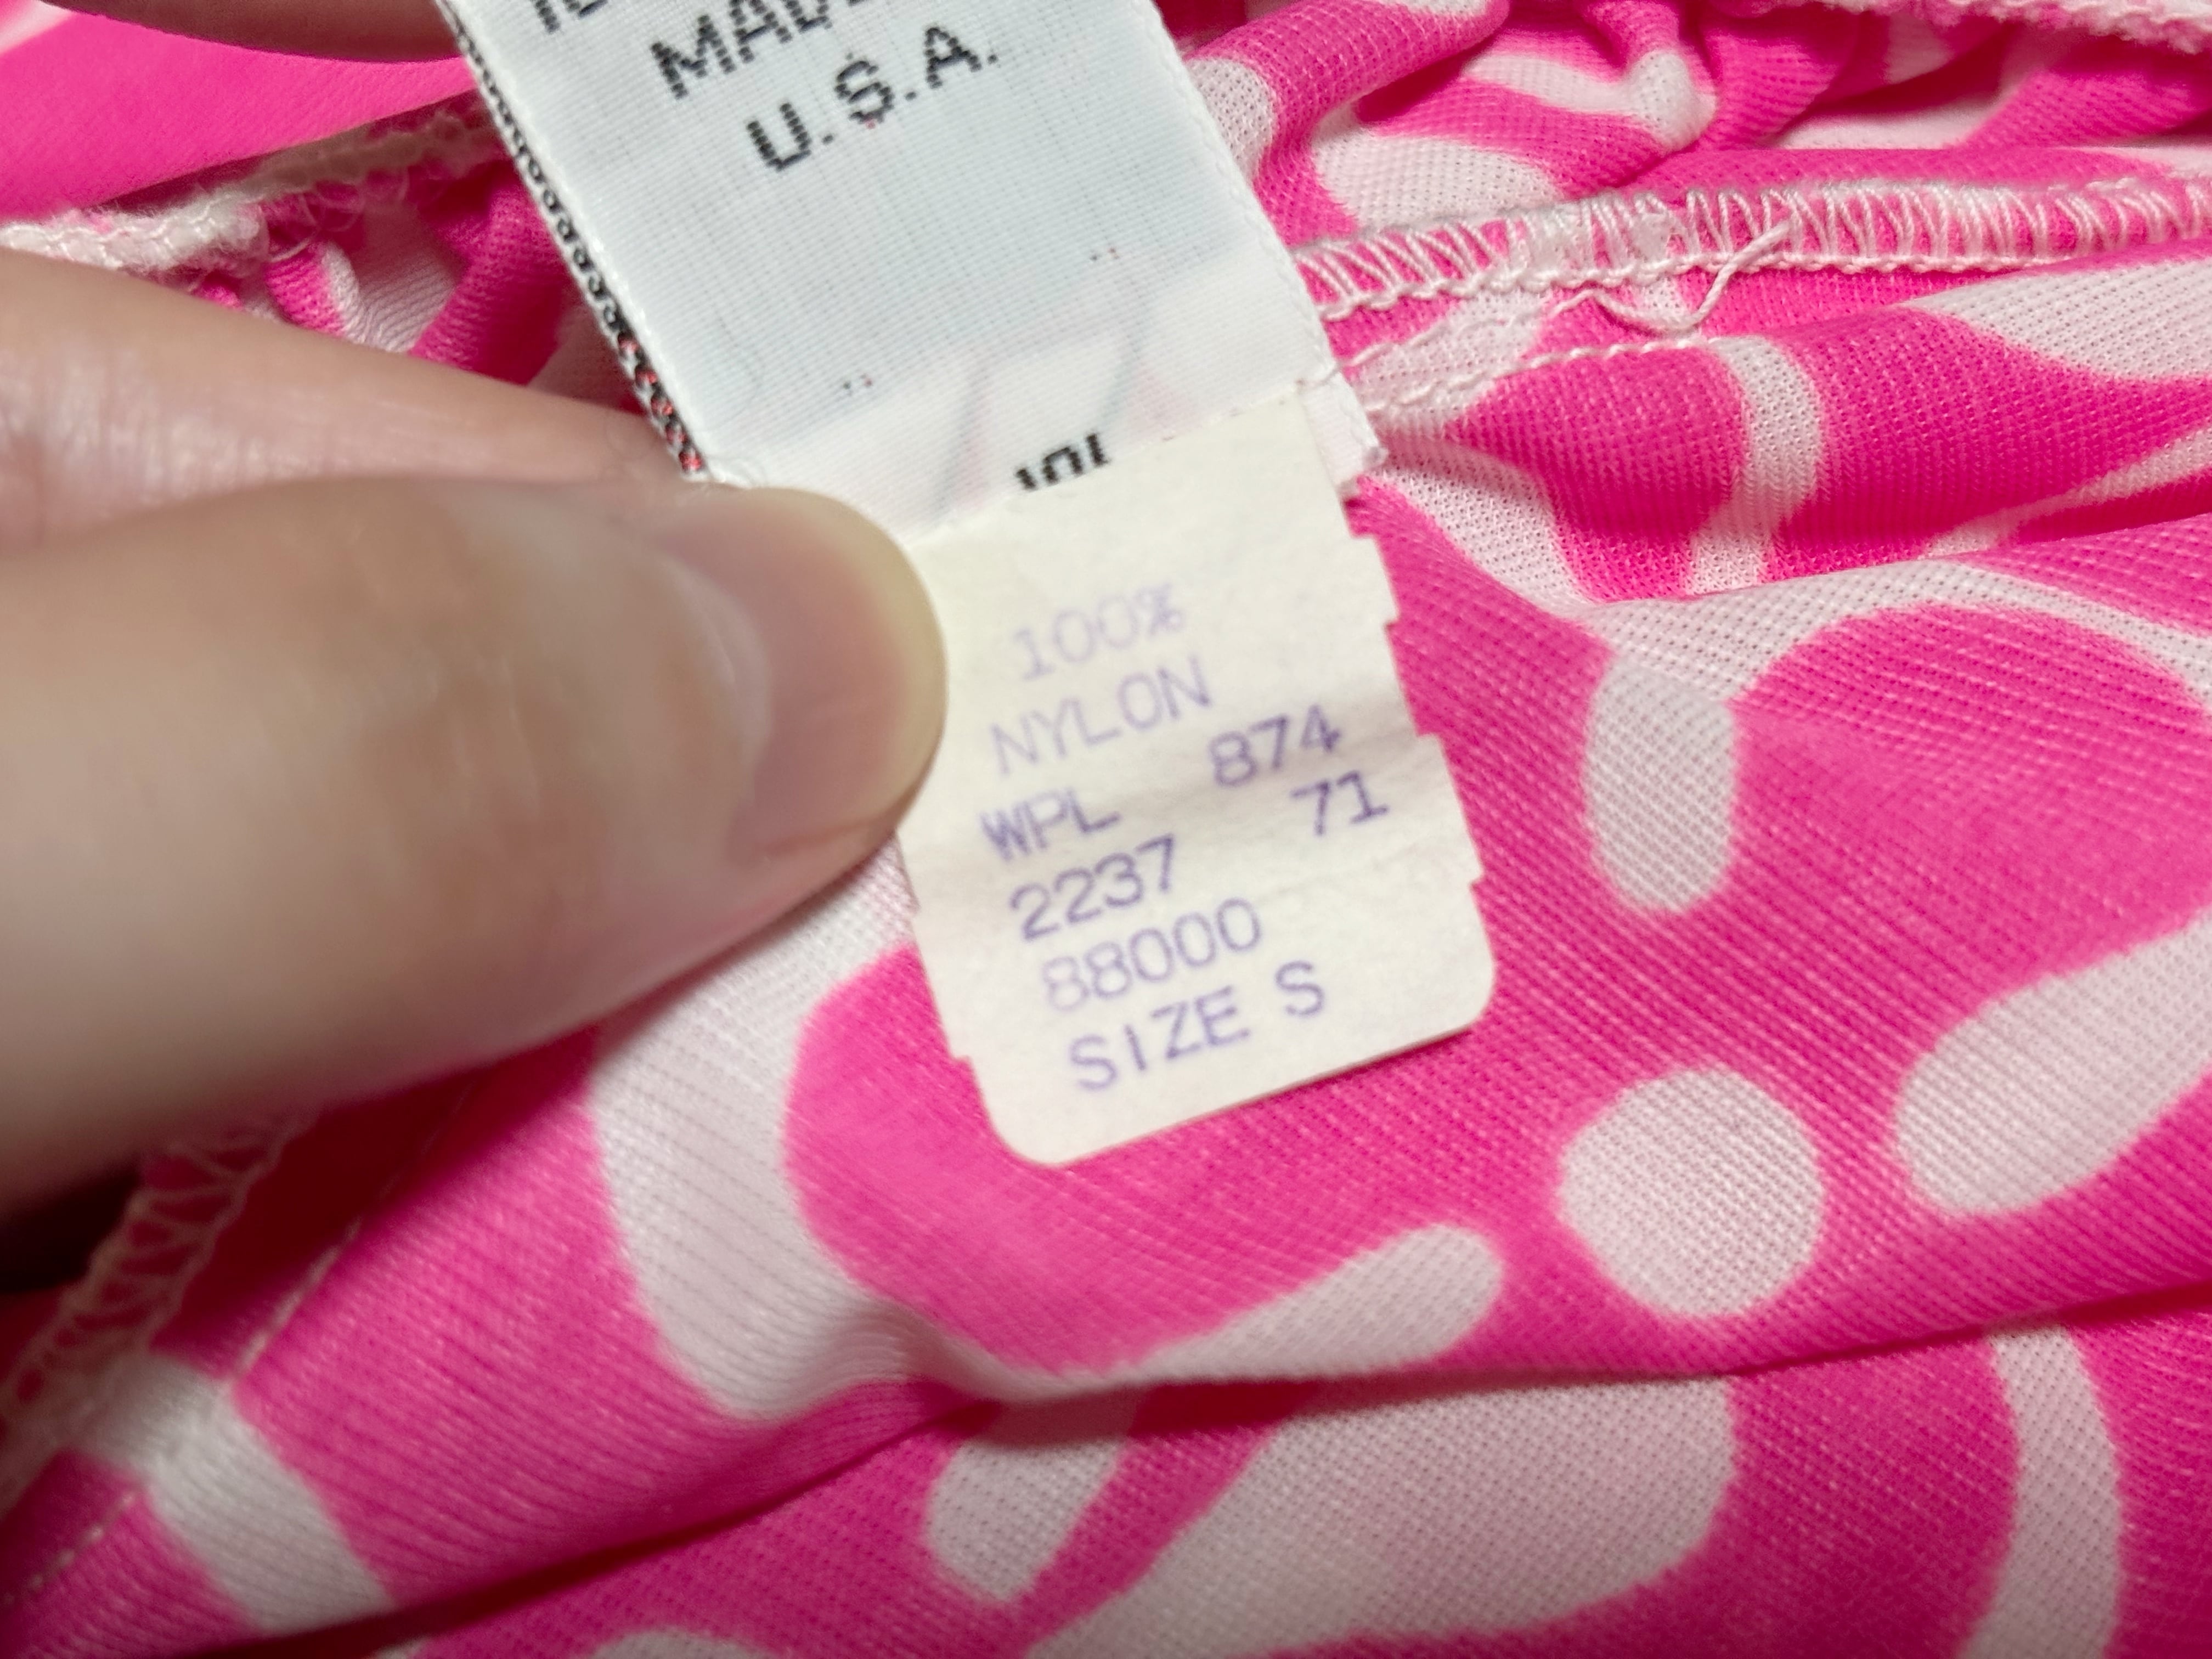 MADE
U.S.A.
100%
NYLON
WPL 874
2237 71
88000
SIZE S